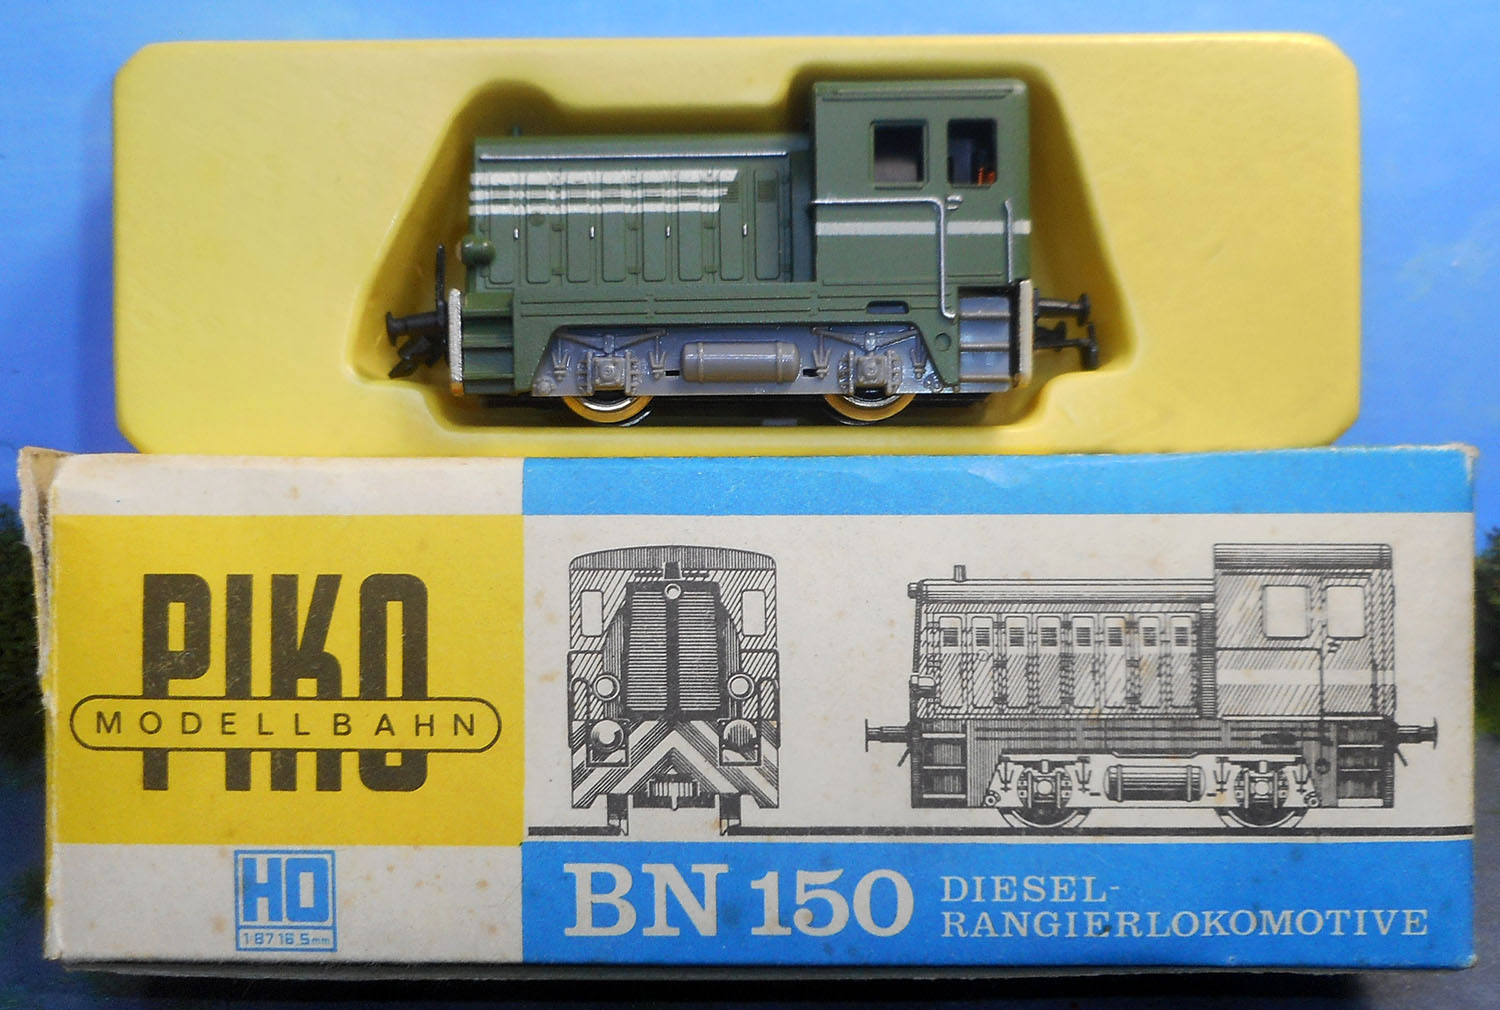 PIKO
MODELLBAHN
HO
1:87 16,5mm
BN 150
DIESEL-
RANGIERLOKOMOTIVE